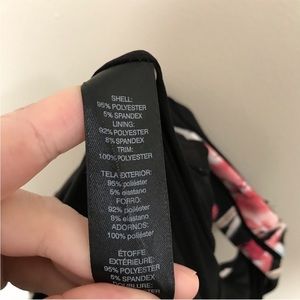 SHELL:
95% POLYESTER
5% SPANDEX
LINING:
92% POLYESTER
8% SPANDEX
TRIM:
100% POLYESTER
TELA EXTERIOR:
95% poliéster
5% elastano
FORRO:
92% poliéster
8% elastano
ADORNOS:
100% poliéster
ÉTOFFE
EXTÉRIEURE:
95% POLYESTER
5% SPANDEX
DOUBLURE: